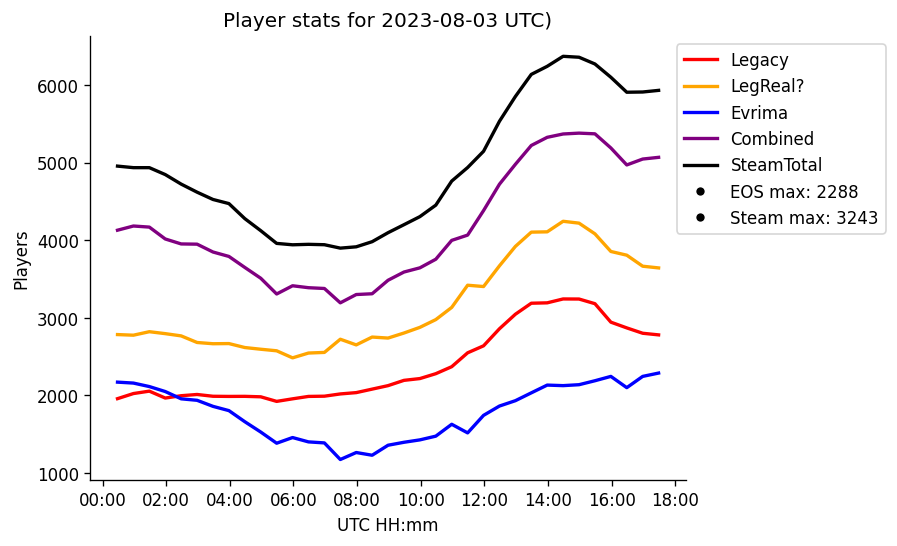 Player stats for 2023-08-03 UTC)
Legacy
LegReal?
Evrima
Combined
SteamTotal
EOS max: 2288
Steam max: 3243
Players
6000
5000
4000
3000
2000
1000
00:00 02:00 04:00 06:00 08:00 10:00 12:00 14:00 16:00 18:00
UTC HH:mm